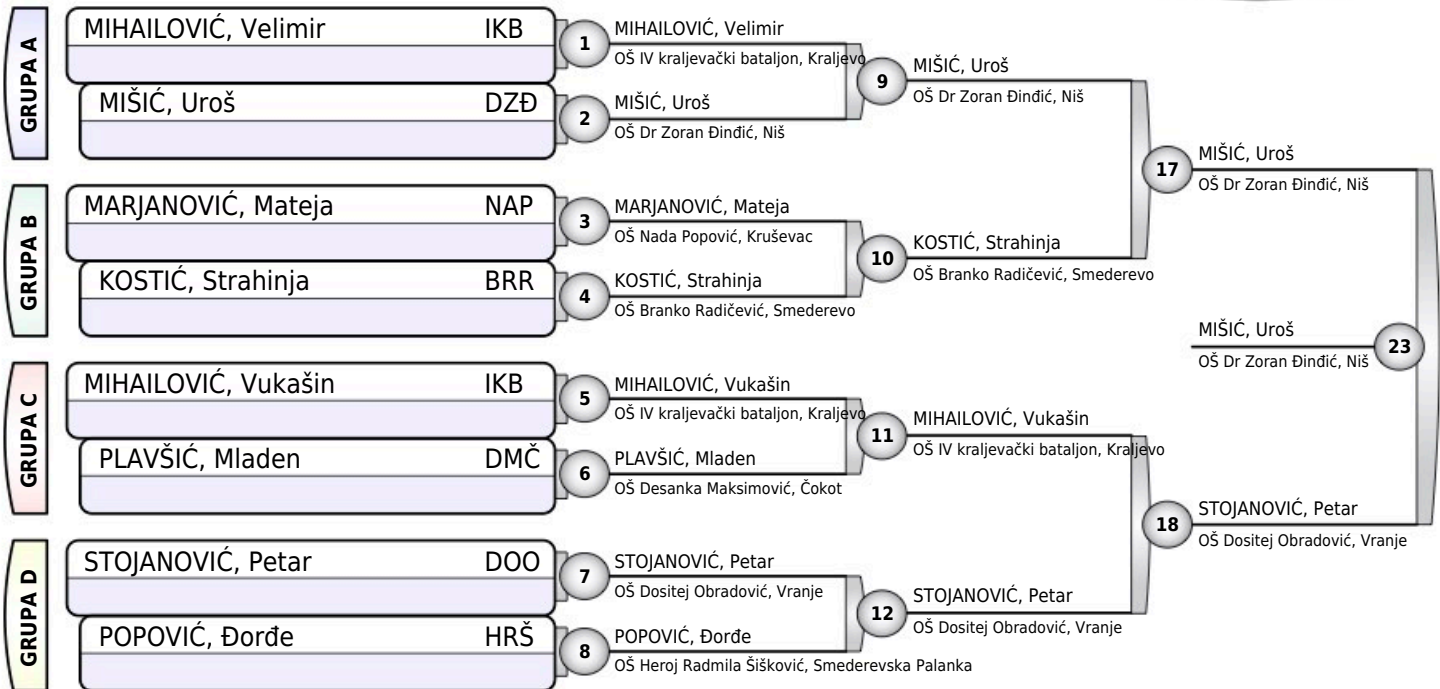 GRUPA A
MIHAILOVIĆ, Velimir IKB
MIŠIĆ, Uroš DZĐ
GRUPA B
MARJANOVIĆ, Mateja NAP
KOSTIĆ, Strahinja BRR
GRUPA C
MIHAILOVIĆ, Vukašin IKB
PLAVŠIĆ, Mladen DMČ
GRUPA D
STOJANOVIĆ, Petar DOO
POPOVIĆ, Đorđe HRŠ
1
MIHAILOVIĆ, Velimir
OŠ IV kraljevački bataljon, Kraljevo
2
MIŠIĆ, Uroš
OŠ Dr Zoran Đinđić, Niš
3
MARJANOVIĆ, Mateja
OŠ Nada Popović, Kruševac
4
KOSTIĆ, Strahinja
OŠ Branko Radičević, Smederevo
5
MIHAILOVIĆ, Vukašin
OŠ IV kraljevački bataljon, Kraljevo
6
PLAVŠIĆ, Mladen
OŠ Desanka Maksimović, Čokot
7
STOJANOVIĆ, Petar
OŠ Dositej Obradović, Vranje
8
POPOVIĆ, Đorđe
OŠ Heroj Radmila Šišković, Smederevska Palanka
9
MIŠIĆ, Uroš
OŠ Dr Zoran Đinđić, Niš
10
KOSTIĆ, Strahinja
OŠ Branko Radičević, Smederevo
11
MIHAILOVIĆ, Vukašin
OŠ IV kraljevački bataljon, Kraljevo
12
STOJANOVIĆ, Petar
OŠ Dositej Obradović, Vranje
17
MIŠIĆ, Uroš
OŠ Dr Zoran Đinđić, Niš
18
STOJANOVIĆ, Petar
OŠ Dositej Obradović, Vranje
MIŠIĆ, Uroš
OŠ Dr Zoran Đinđić, Niš
23